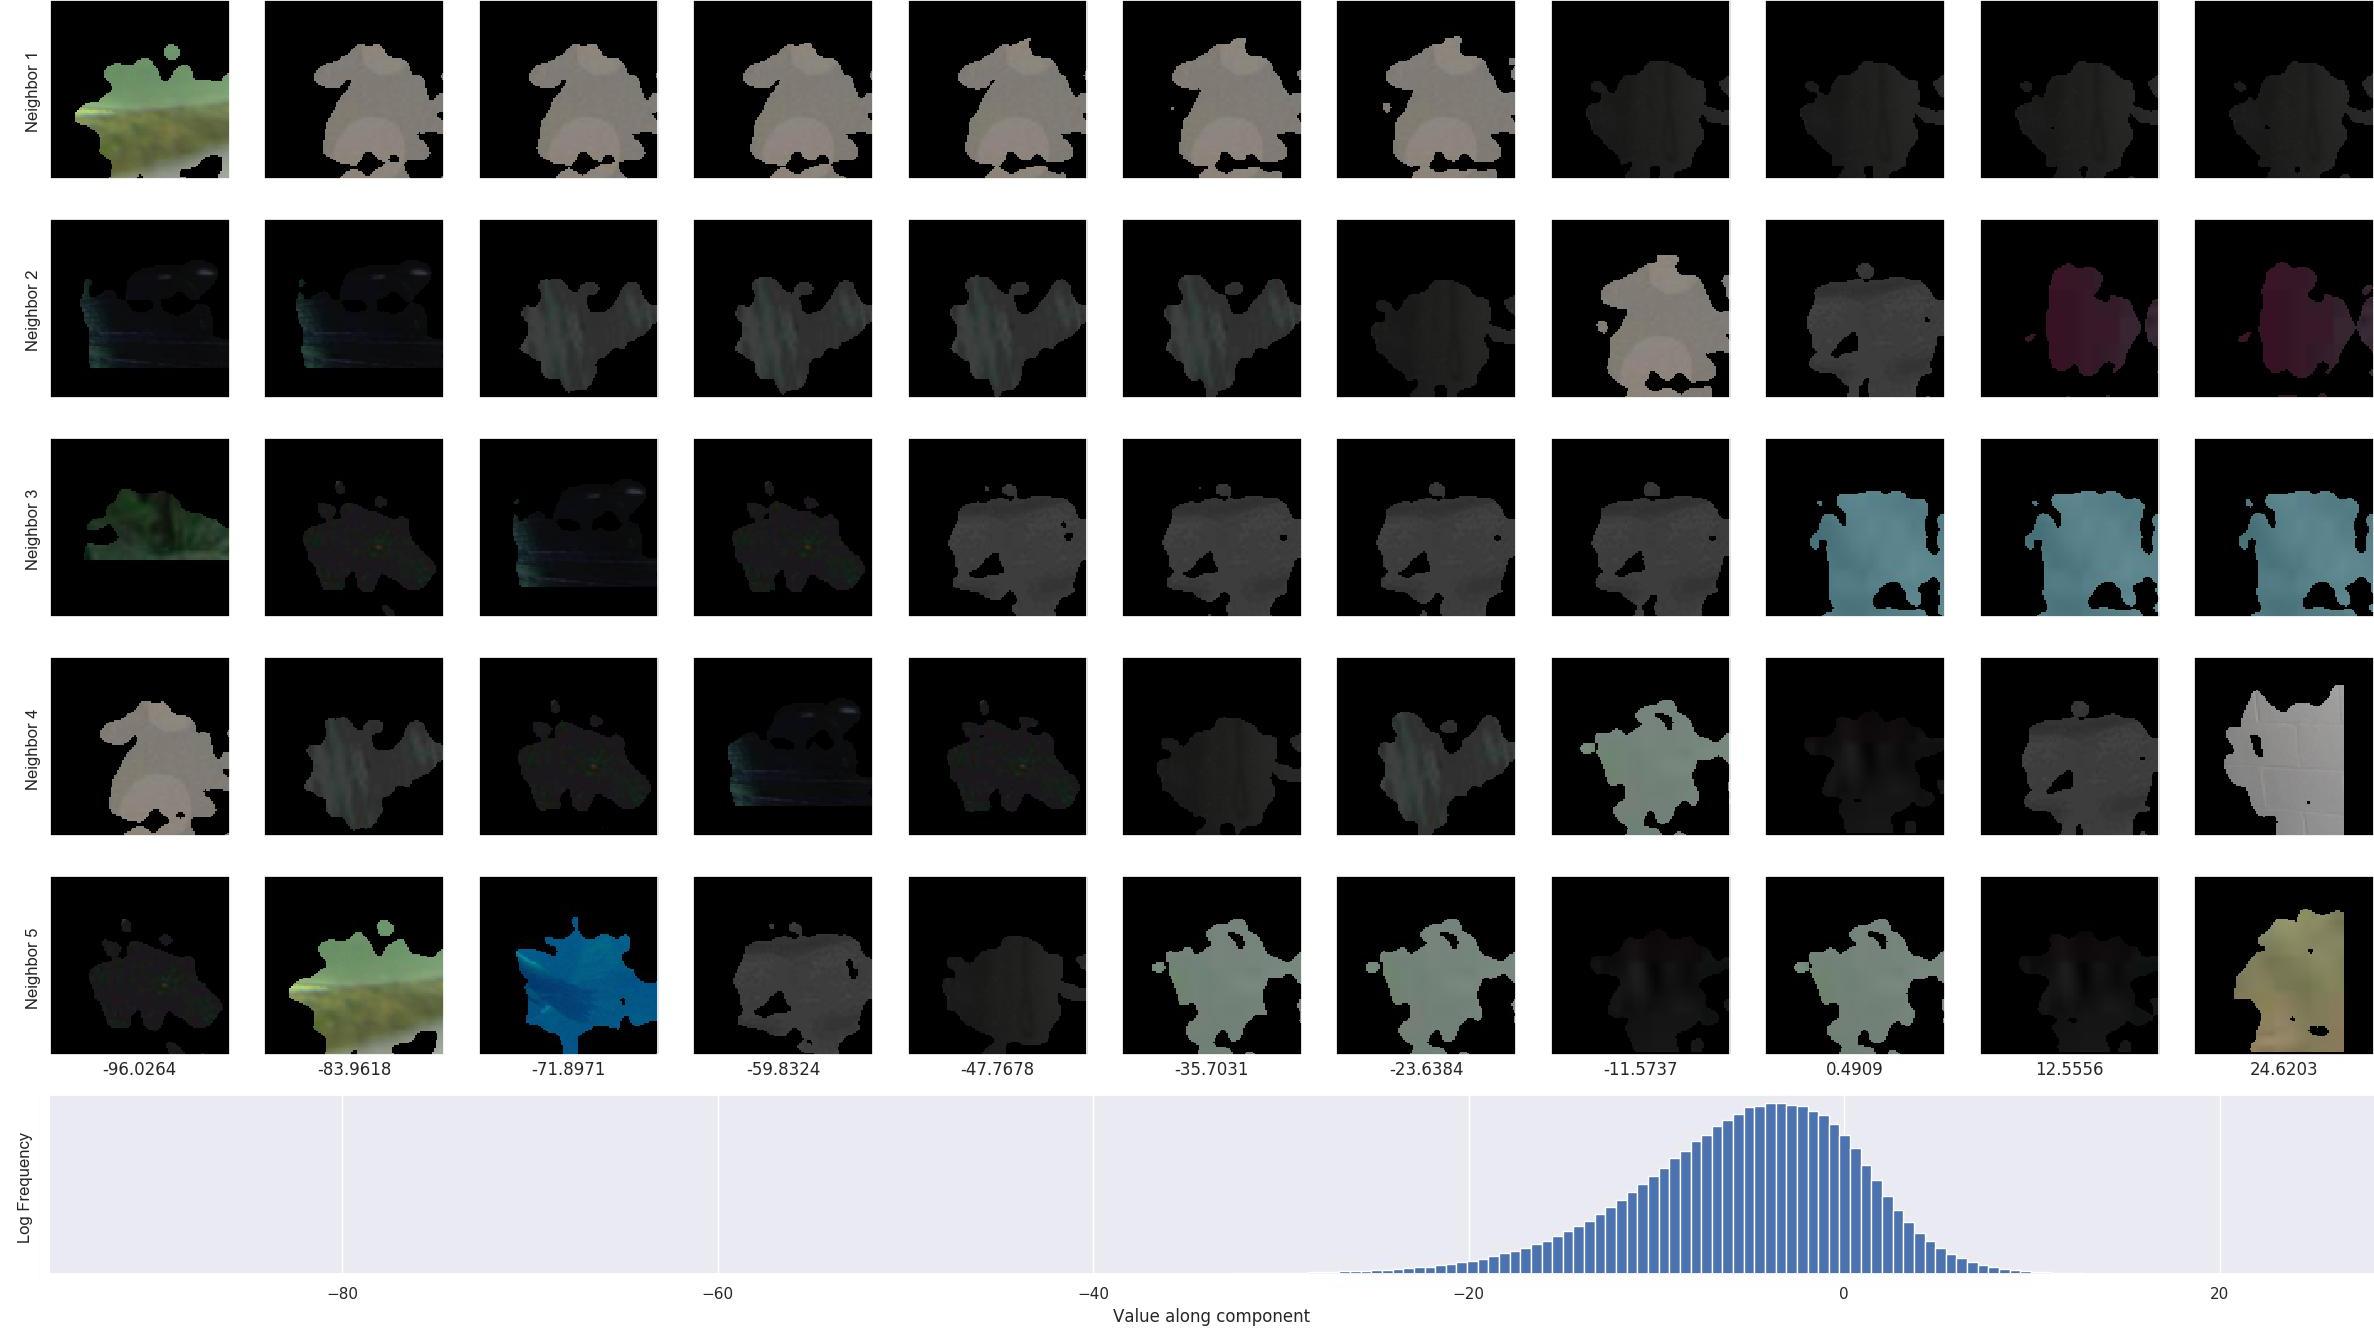 Neighbor 1
Neighbor 2
Neighbor 3
Neighbor 4
Neighbor 5
-96.0264 -83.9618 -71.8971 -59.8324 -47.7678 -35.7031 -23.6384 -11.5737 0.4909 12.5556 24.6203
Log Frequency
−80 −60 −40 −20 0 20
Value along component